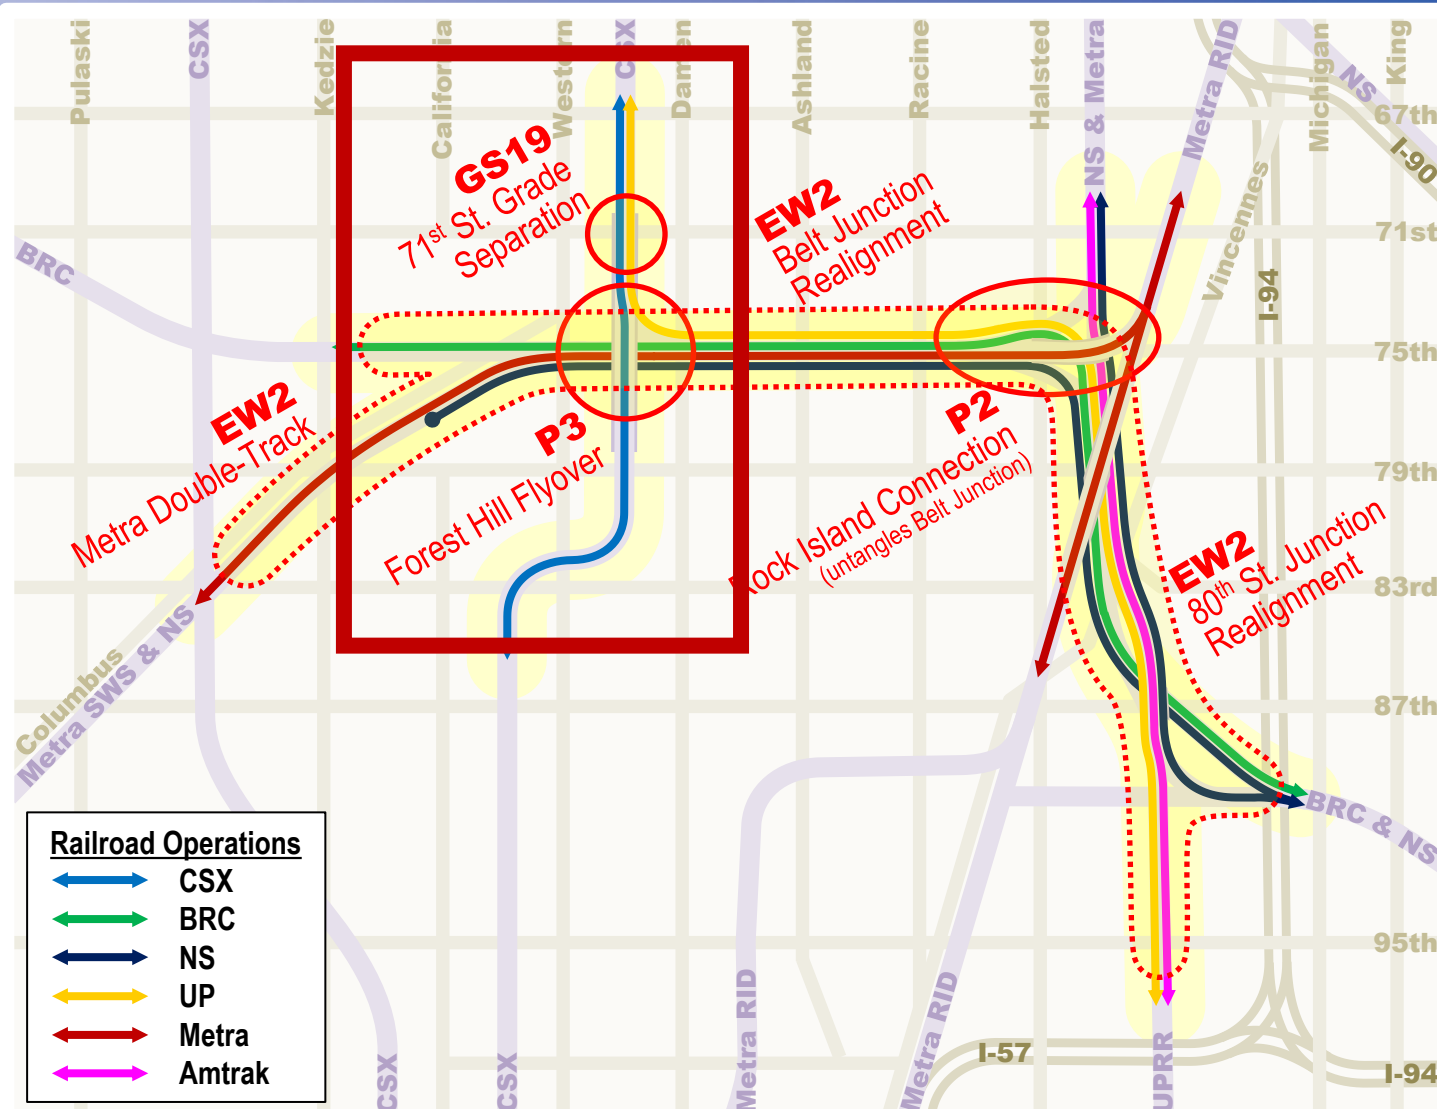 Pulaski
CSX
Kedzie
California
Western
CSX
Damen
Ashland
Racine
Halsted
NS & Metra
Metra RID
NS
Michigan
King
67th
I-90
GS19
71st St. Grade
Separation
EW2
Belt Junction
Realignment
Vincennes
71st
I-94
BRC
75th
EW2
Metra Double-Track
P3
Forest Hill Flyover
P2
Rock Island Connection
(untangles Belt Junction)
79th
EW2
80th St. Junction
Realignment
83rd
Columbus
Metra SWS & NS
87th
BRC & NS
95th
Railroad Operations
CSX
BRC
NS
UP
Metra
Amtrak
CSX
CSX
Metra RID
Metra RID
I-57
UPRR
I-94